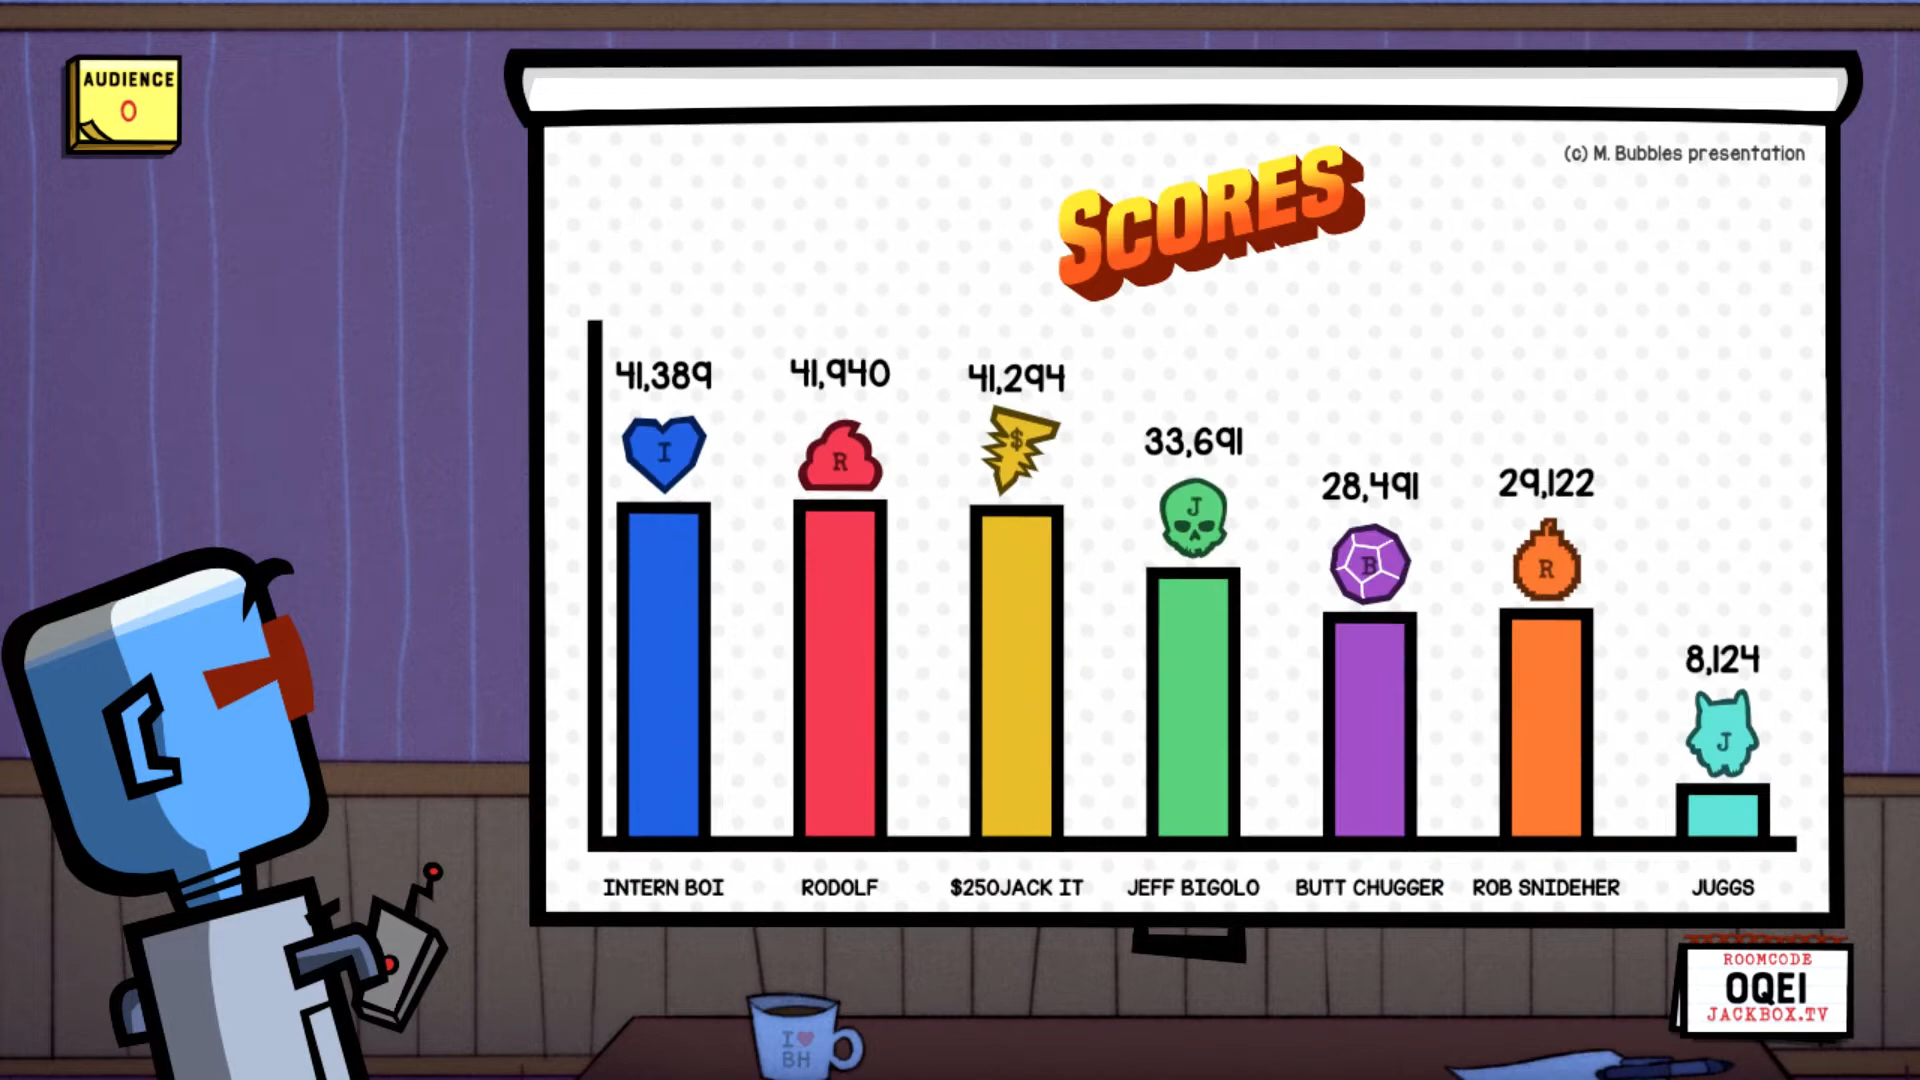 AUDIENCE
0
(c) M. Bubbles presentation
SCORES
41,389
41,940
41,294
33,691
28,491
29,122
8,124
I
R
$
J
B
R
J
INTERN BOI
RODOLF
$250JACK IT
JEFF BIGOLO
BUTT CHUGGER
ROB SNIDEHER
JUGGS
ROOMCODE
OQEI
JACKBOX.TV
I ❤
BH